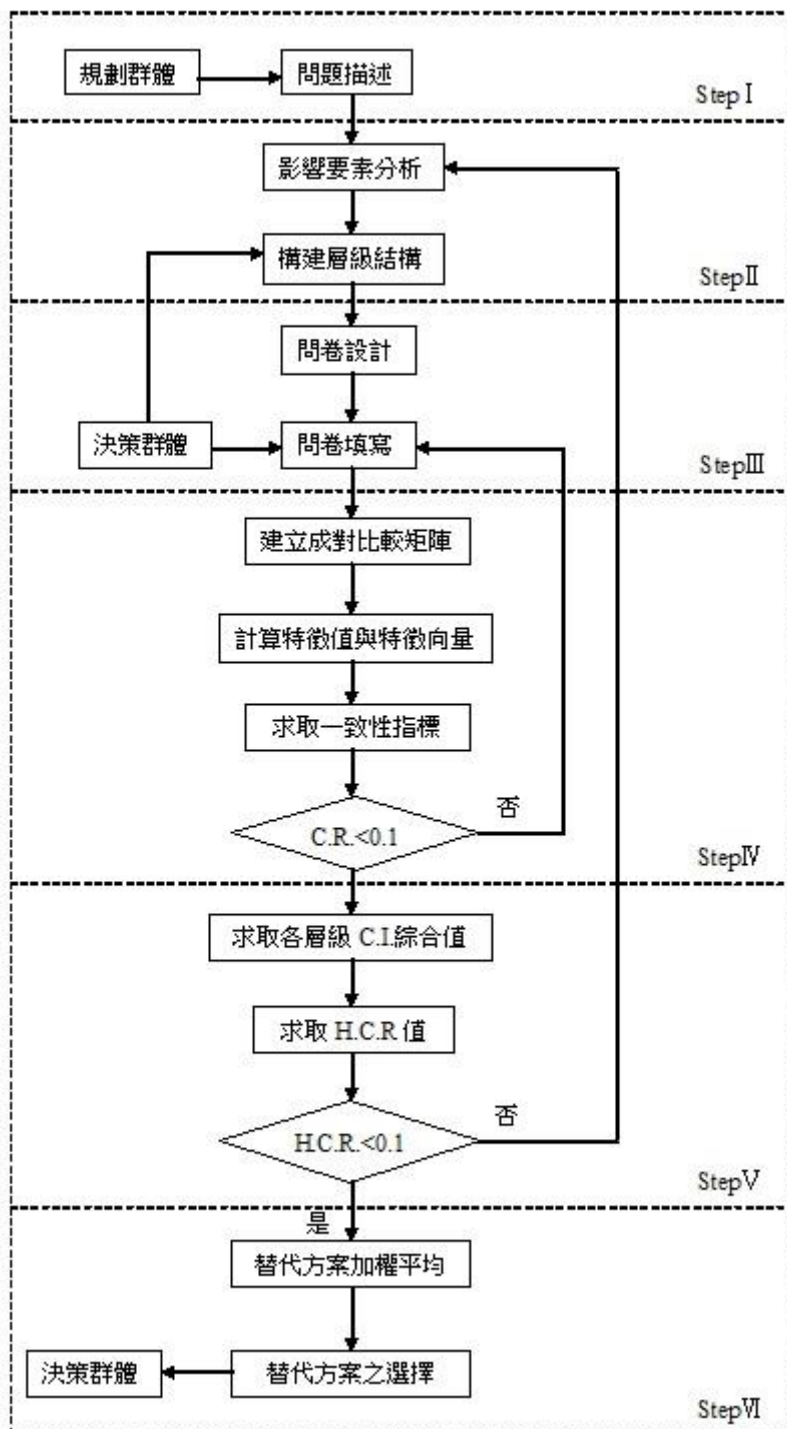 規劃群體
問題描述
StepⅠ
影響要素分析
構建層級結構
StepⅡ
問卷設計
決策群體
問卷填寫
StepⅢ
建立成對比較矩陣
計算特徵值與特徵向量
求取一致性指標
否
C.R.<0.1
StepⅣ
求取各層級 C.I.綜合值
求取 H.C.R 值
否
H.C.R.<0.1
StepⅤ
是
替代方案加權平均
決策群體
替代方案之選擇
StepⅥ